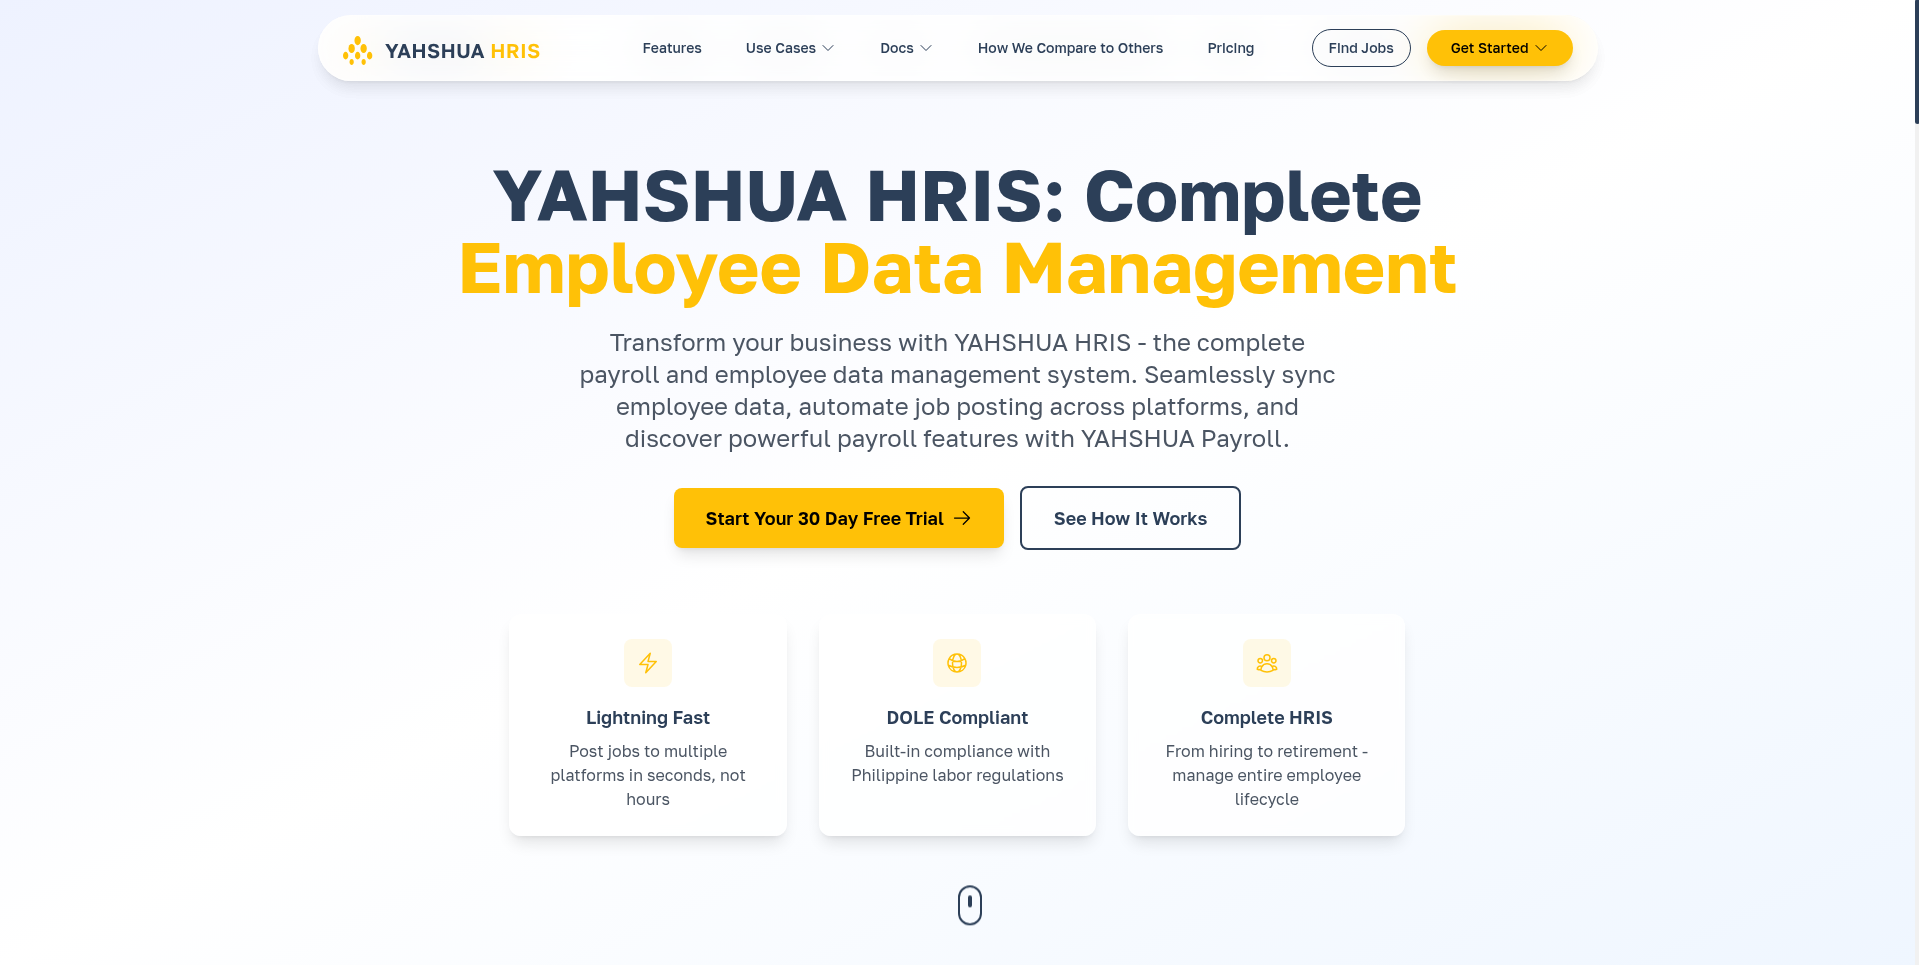 YAHSHUA HRIS
Features
Use Cases
Docs
How We Compare to Others
Pricing
Find Jobs
Get Started
YAHSHUA HRIS: Complete
Employee Data Management
Transform your business with YAHSHUA HRIS - the complete
payroll and employee data management system. Seamlessly sync
employee data, automate job posting across platforms, and
discover powerful payroll features with YAHSHUA Payroll.
Start Your 30 Day Free Trial
See How It Works
Lightning Fast
Post jobs to multiple
platforms in seconds, not
hours
DOLE Compliant
Built-in compliance with
Philippine labor regulations
Complete HRIS
From hiring to retirement -
manage entire employee
lifecycle